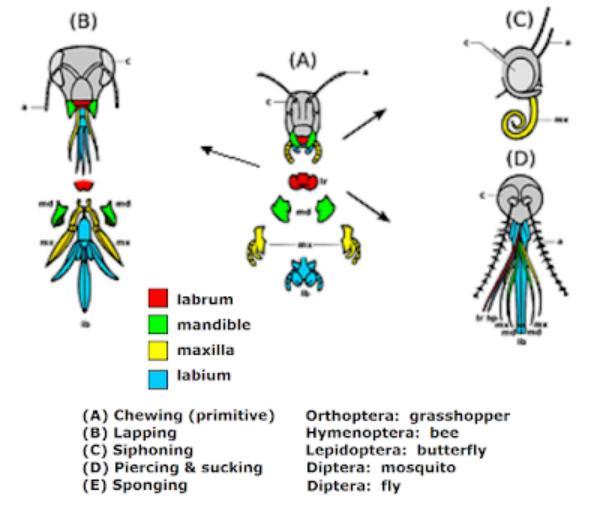 (B)
(A)
(C)
c
a
c
a
c
a
mx
(D)
lr
md
md
md
mx
mx
mx
lb
lb
c
a
lr hp
mx
mx
md
md
lb
labrum
mandible
maxilla
labium
(A) Chewing (primitive) Orthoptera: grasshopper
(B) Lapping Hymenoptera: bee
(C) Siphoning Lepidoptera: butterfly
(D) Piercing & sucking Diptera: mosquito
(E) Sponging Diptera: fly